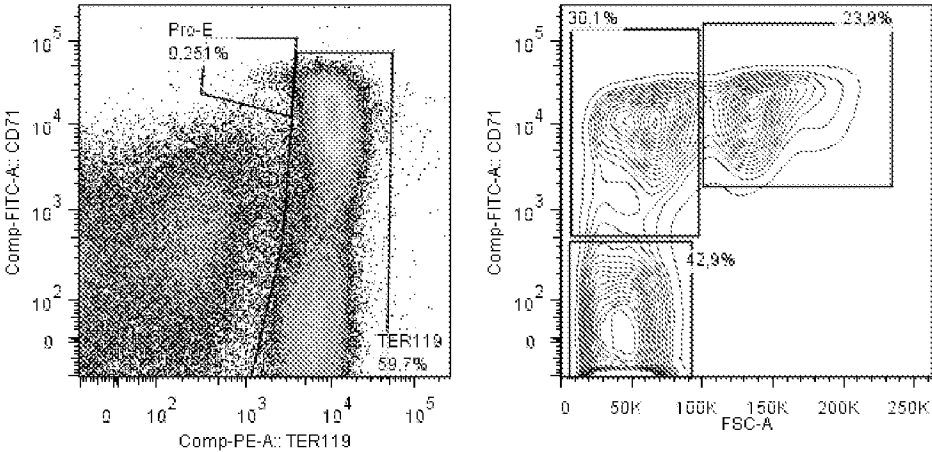 Pro-E
0.251%
10^5
10^4
10^3
10^2
0
Comp-FITC-A:: CD71
TER119
59.7%
0 10^2 10^3 10^4 10^5
Comp-PE-A:: TER119
23.9%
10^5
10^4
10^3
10^2
0
Comp-FITC-A:: CD71
42.9%
0 50K 100K 150K 200K 250K
FSC-A